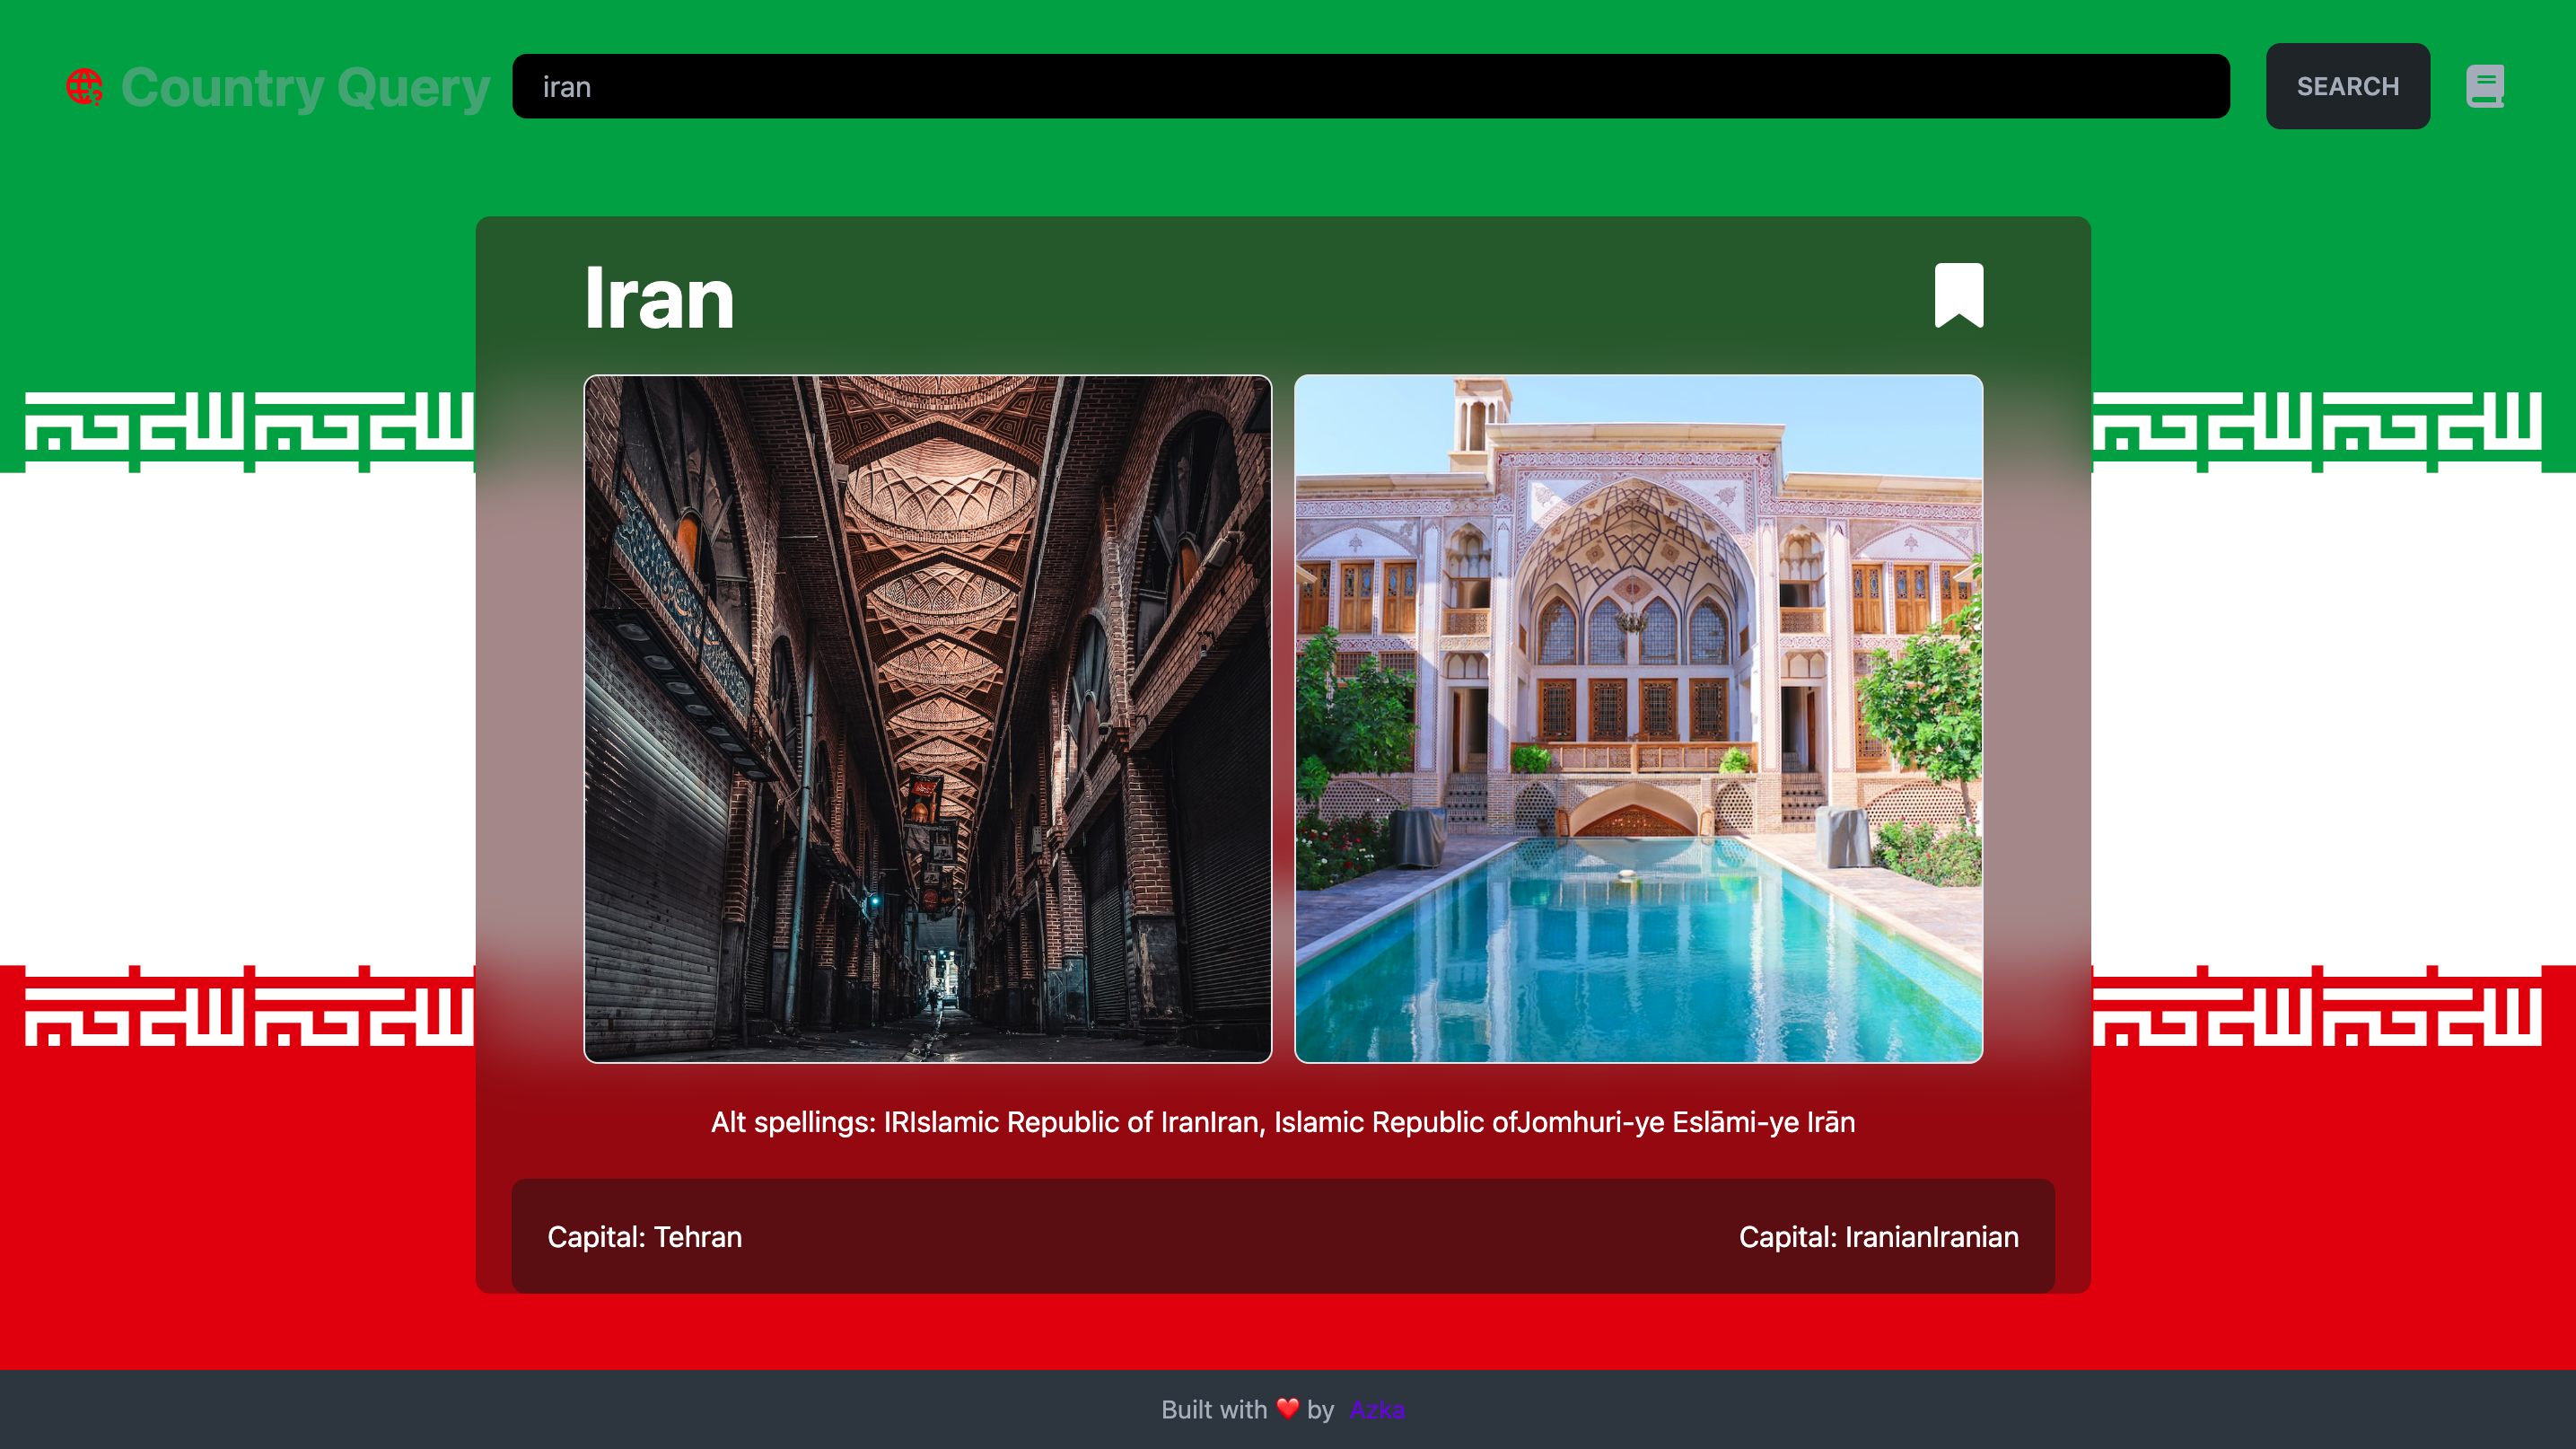 Country Query
iran
SEARCH
Iran
Alt spellings: IRIslamic Republic of IranIran, Islamic Republic ofJomhuri-ye Eslāmi-ye Irān
Capital: Tehran
Capital: IranianIranian
Built with ❤️ by Azka